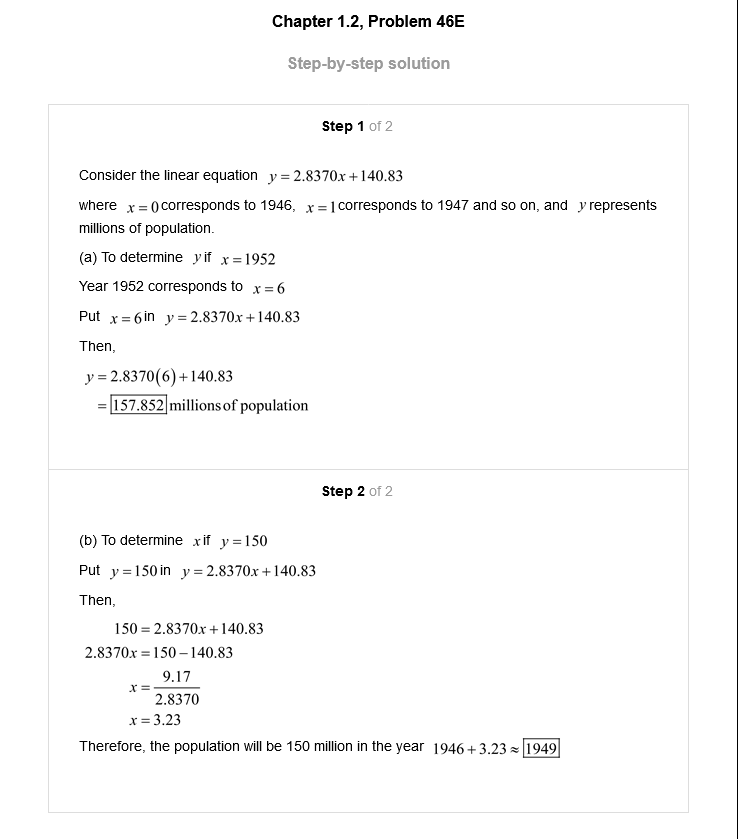 Chapter 1.2, Problem 46E
Step-by-step solution
Step 1 of 2
Consider the linear equation y = 2.8370x + 140.83
where x = 0 corresponds to 1946, x = 1 corresponds to 1947 and so on, and y represents
millions of population.
(a) To determine y if x = 1952
Year 1952 corresponds to x = 6
Put x = 6 in y = 2.8370x + 140.83
Then,
y = 2.8370(6) + 140.83
= 157.852 millions of population
Step 2 of 2
(b) To determine x if y = 150
Put y = 150 in y = 2.8370x + 140.83
Then,
150 = 2.8370x + 140.83
2.8370x = 150 − 140.83
x = 9.17/2.8370
x = 3.23
Therefore, the population will be 150 million in the year 1946 + 3.23 ≈ 1949